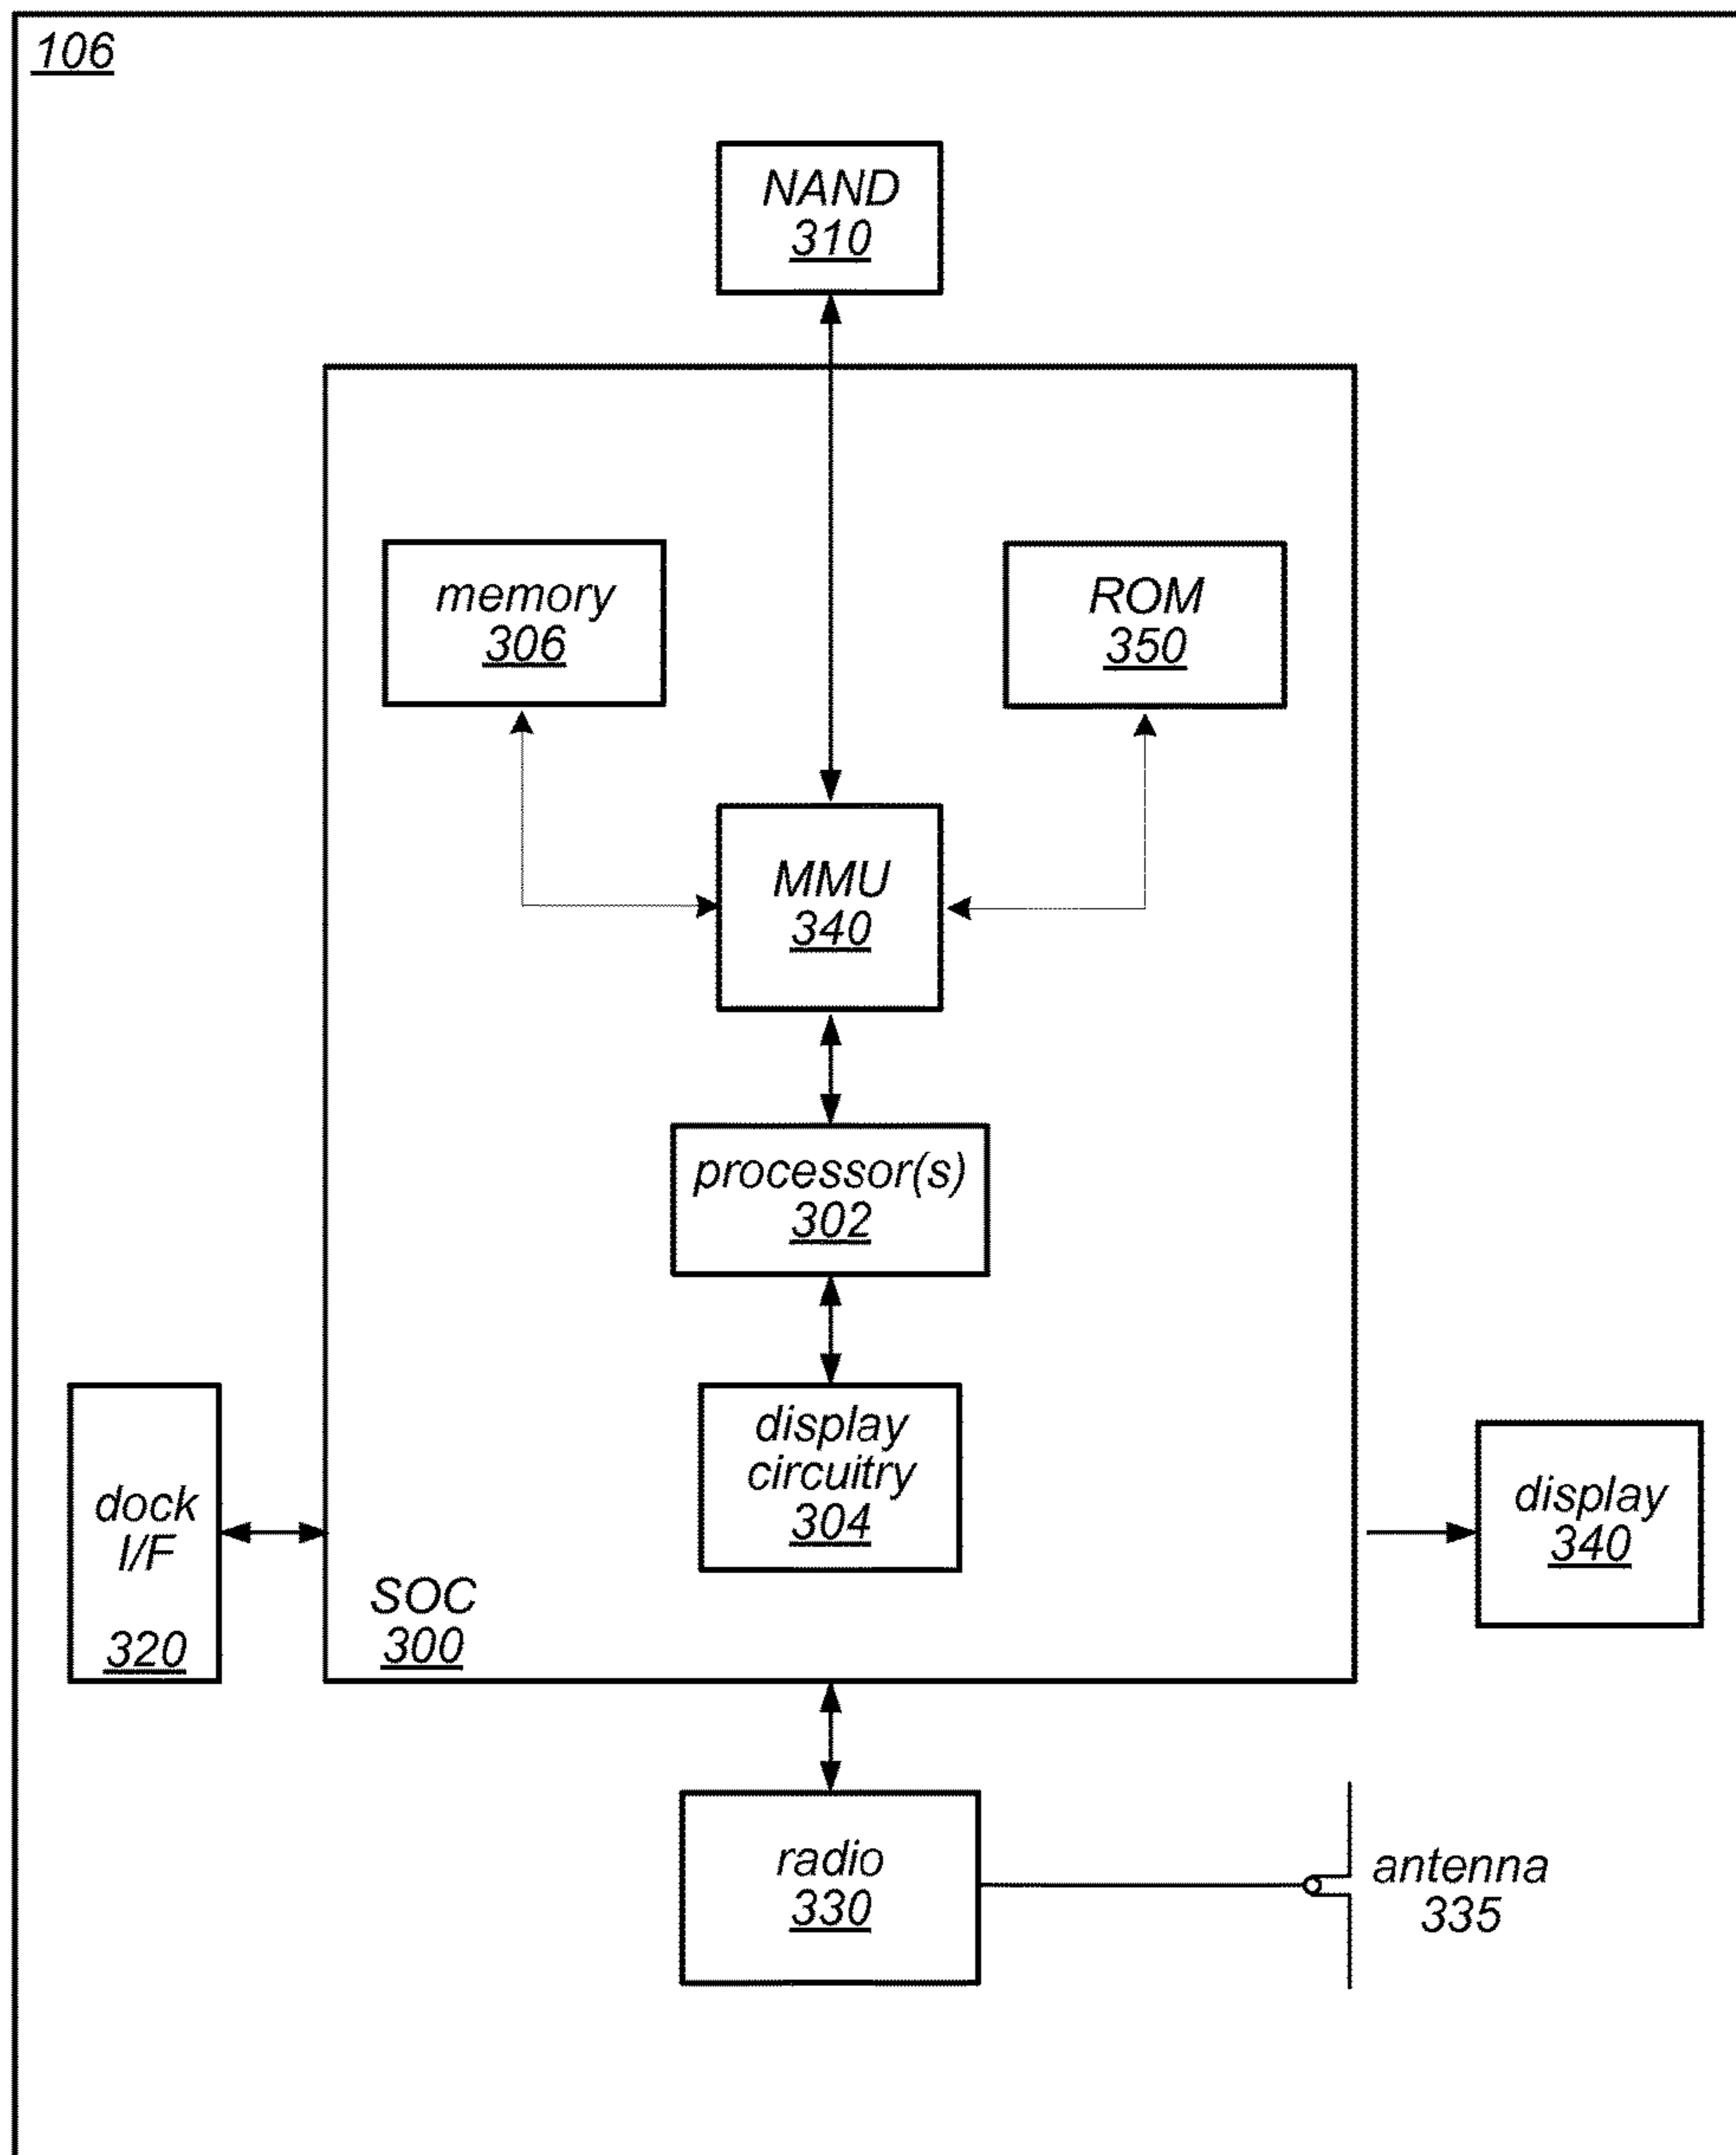 106
NAND
310
memory
306
ROM
350
MMU
340
processor(s)
302
display
circuitry
304
dock
I/F
320
SOC
300
display
340
radio
330
antenna
335